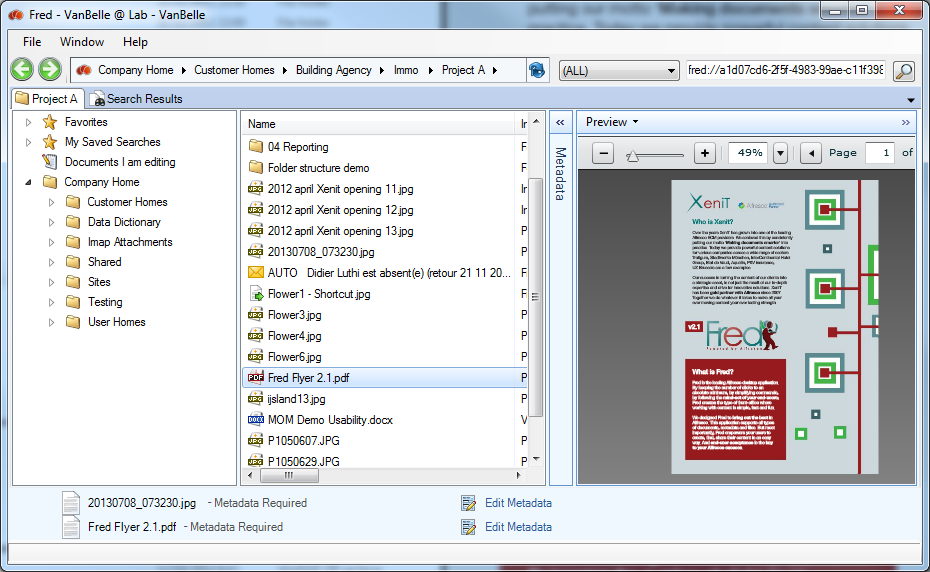 Fred - VanBelle @ Lab - VanBelle
File Window Help
Company Home Customer Homes Building Agency Immo Project A (ALL) fred://a1d07cd6-2f5f-4983-99ae-c11f398
Project A Search Results
Favorites
My Saved Searches
Documents I am editing
Company Home
Customer Homes
Data Dictionary
Imap Attachments
Shared
Sites
Testing
User Homes
Name
04 Reporting
Folder structure demo
2012 april Xenit opening 11.jpg
2012 april Xenit opening 12.jpg
2012 april Xenit opening 13.jpg
20130708_073230.jpg
AUTO Didier Luthi est absent(e) (retour 21 11 20...
Flower1 - Shortcut.jpg
Flower3.jpg
Flower4.jpg
Flower6.jpg
Fred Flyer 2.1.pdf
ijsland13.jpg
MOM Demo Usability.docx
P1050607.JPG
P1050629.JPG
Metadata
Preview
49% Page 1 of
XeniT Alfresco
Who is Xenit?
v2.1 Fred
Powered by Alfresco
What is Fred?
20130708_073230.jpg - Metadata Required Edit Metadata
Fred Flyer 2.1.pdf - Metadata Required Edit Metadata